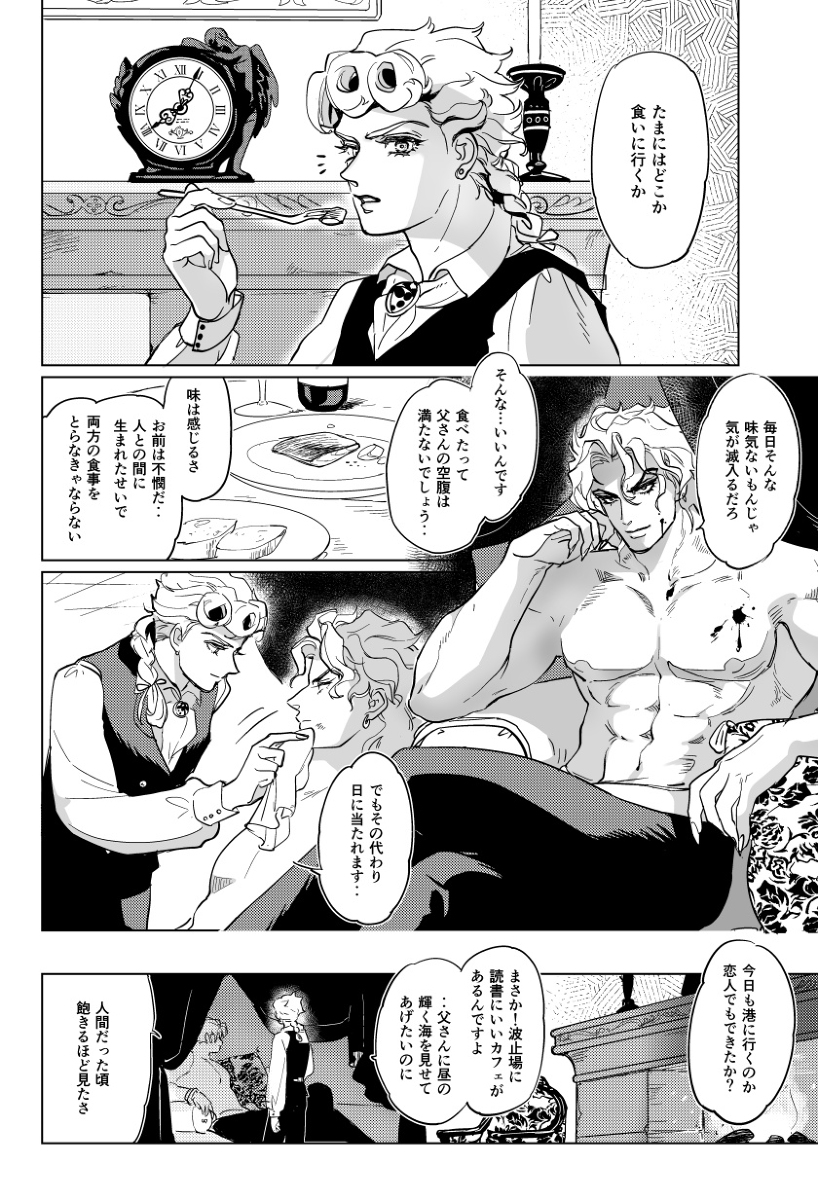 たまにはどこか
食いに行くか
毎日そんな
味気ないもんじゃ
気が滅入るだろ
そんな…いいんです
食べたって
父さんの空腹は
満たないでしょう‥
味は感じるさ
お前は不憫だ‥
人との間に
生まれたせいで
両方の食事を
とらなきゃならない
でもその代わり
日に当たれます‥
今日も港に行くのか
恋人でもできたか？
まさか！波止場に
読書にいいカフェが
あるんですよ
‥父さんに昼の
輝く海を見せて
あげたいのに
人間だった頃
飽きるほど見たさ